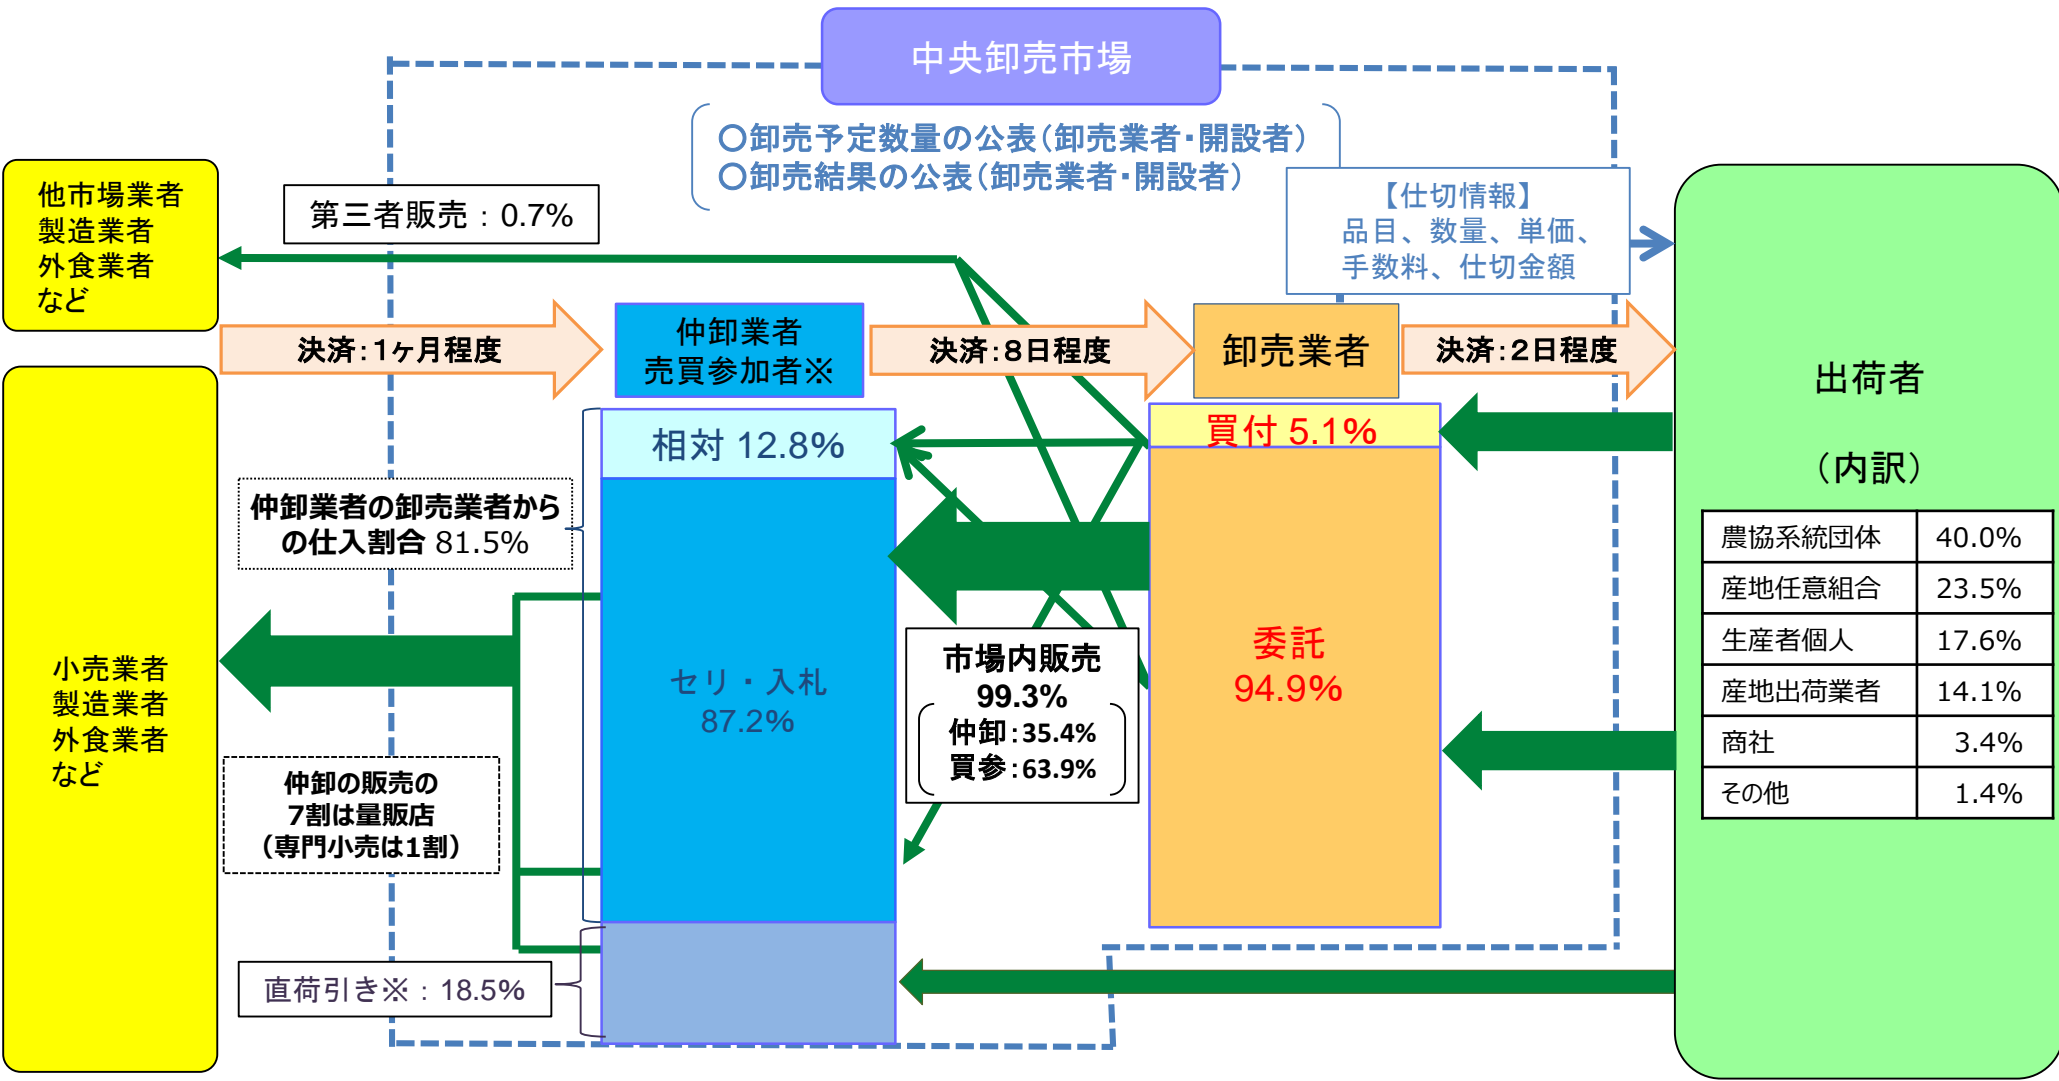 中央卸売市場
○卸売予定数量の公表(卸売業者・開設者)
○卸売結果の公表(卸売業者・開設者)
他市場業者
製造業者
外食業者
など
第三者販売：0.7%
【仕切情報】
品目、数量、単価、
手数料、仕切金額
決済：1ヶ月程度
仲卸業者
売買参加者※
決済：8日程度
卸売業者
決済：2日程度
出荷者
（内訳）
農協系統団体 40.0%
産地任意組合 23.5%
生産者個人 17.6%
産地出荷業者 14.1%
商社 3.4%
その他 1.4%
相対 12.8%
買付 5.1%
仲卸業者の卸売業者から
の仕入割合 81.5%
セリ・入札
87.2%
市場内販売
99.3%
仲卸：35.4%
買参：63.9%
委託
94.9%
小売業者
製造業者
外食業者
など
仲卸の販売の
7割は量販店
（専門小売は1割）
直荷引き※：18.5%